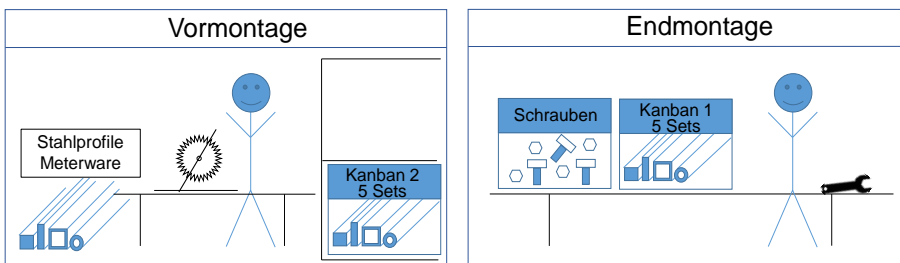 Vormontage
Stahlprofile
Meterware
Kanban 2
5 Sets
Endmontage
Schrauben
Kanban 1
5 Sets